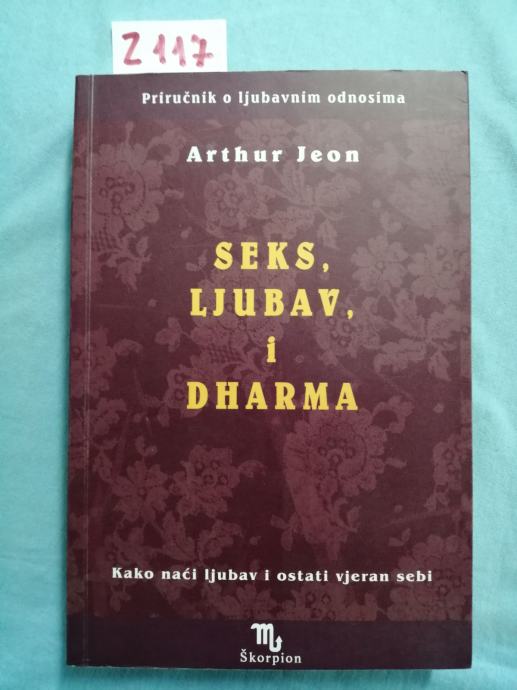 Z 117
Priručnik o ljubavnim odnosima
Arthur Jeon
SEKS,
LJUBAV,
i
DHARMA
Kako naći ljubav i ostati vjeran sebi
Škorpion